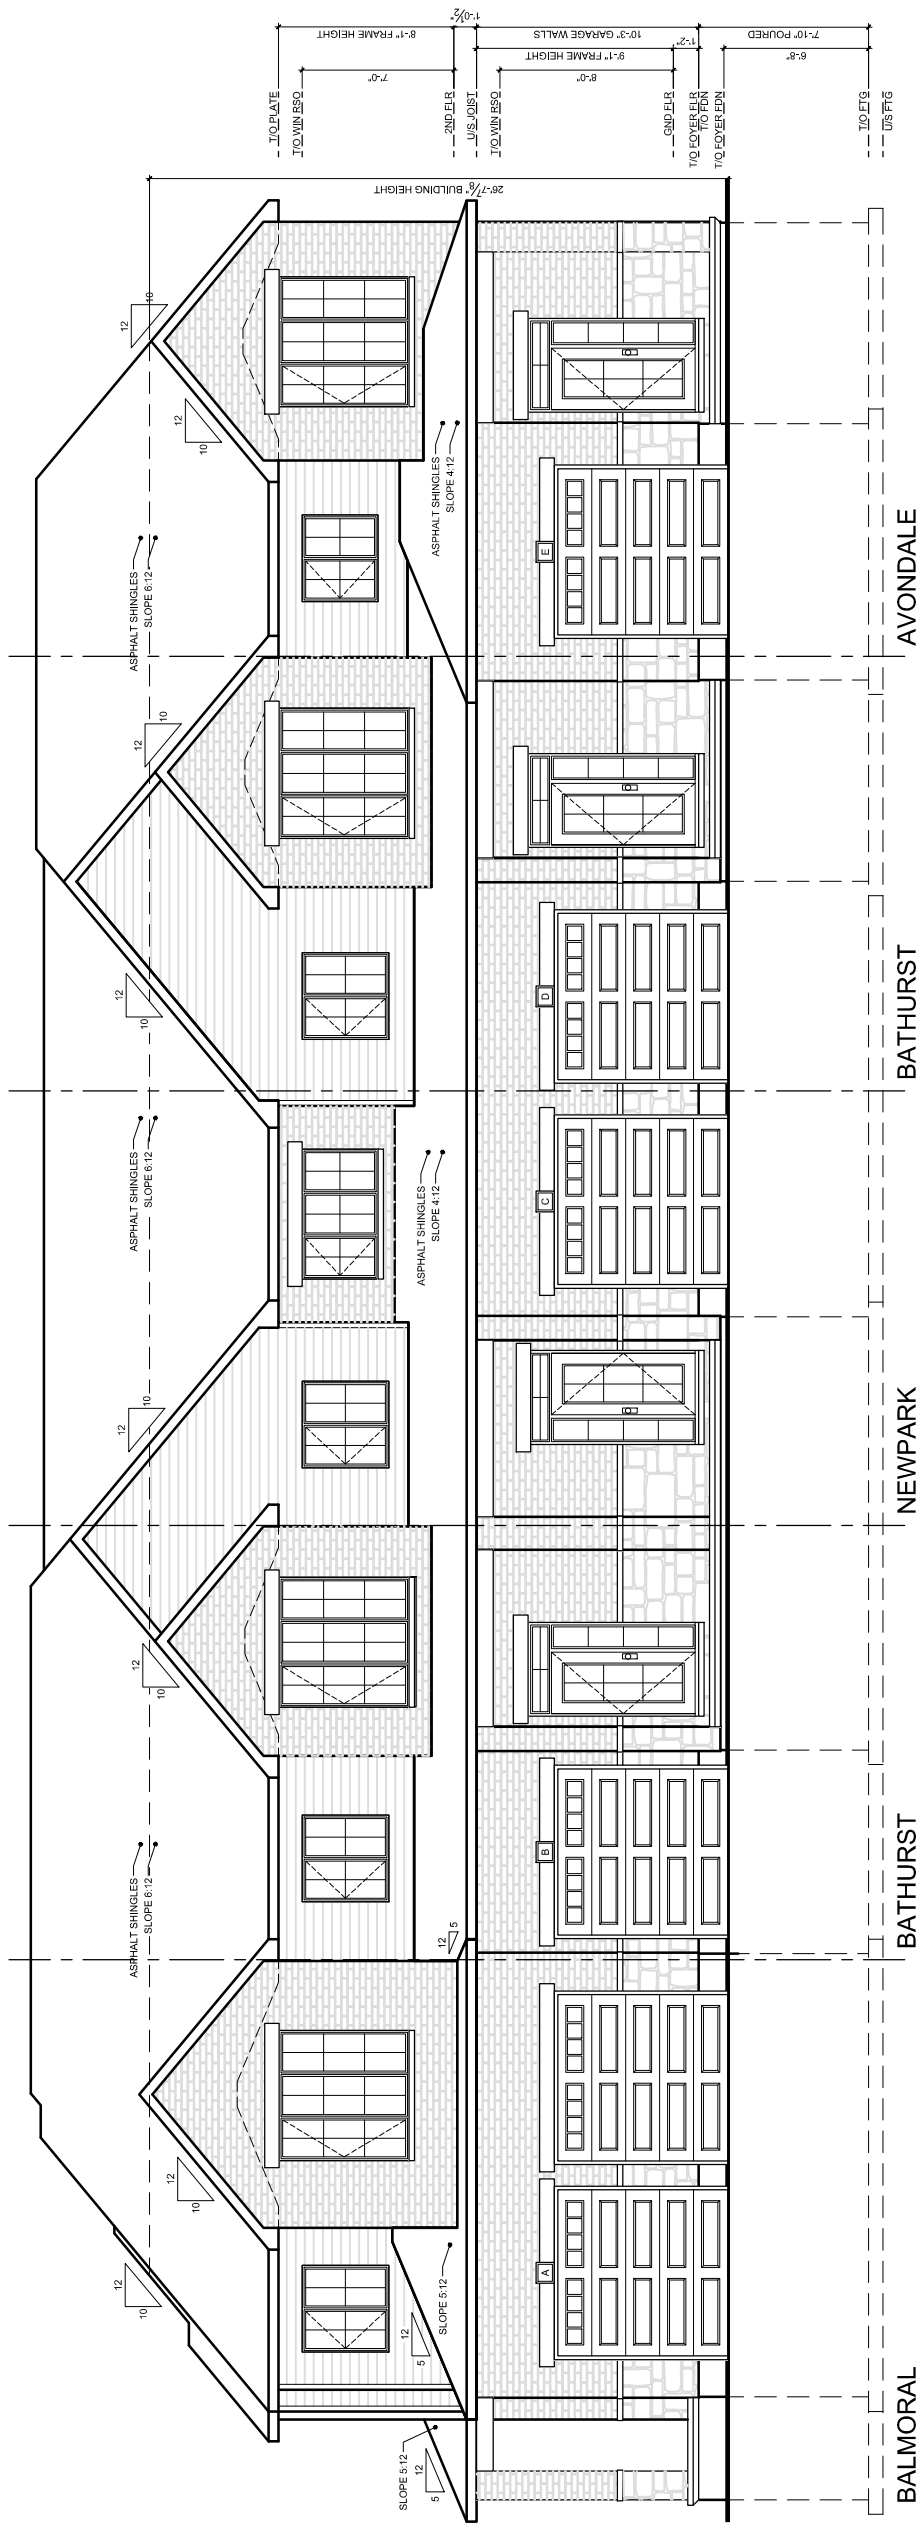 12
10
12
10
ASPHALT SHINGLES
SLOPE 6:12
12
10
12
10
ASPHALT SHINGLES
SLOPE 6:12
12
10
12
10
ASPHALT SHINGLES
SLOPE 6:12
12
10
12
10
SLOPE 5:12
12
5
12
5
SLOPE 5:12
12
5
ASPHALT SHINGLES
SLOPE 4:12
ASPHALT SHINGLES
SLOPE 4:12
26'-7⅞" BUILDING HEIGHT
T/O PLATE
T/O WIN RSO
2ND FLR
U/S JOIST
T/O WIN RSO
GND FLR
T/O FOYER FLR
T/O FDN
T/O FOYER FDN
T/O FTG
U/S FTG
7'-0"
8'-1" FRAME HEIGHT
1'-0½"
8'-0"
9'-1" FRAME HEIGHT
10'-3" GARAGE WALLS
1'-2"
6'-8"
7'-10" POURED
A
B
C
D
E
BALMORAL
BATHURST
NEWPARK
BATHURST
AVONDALE